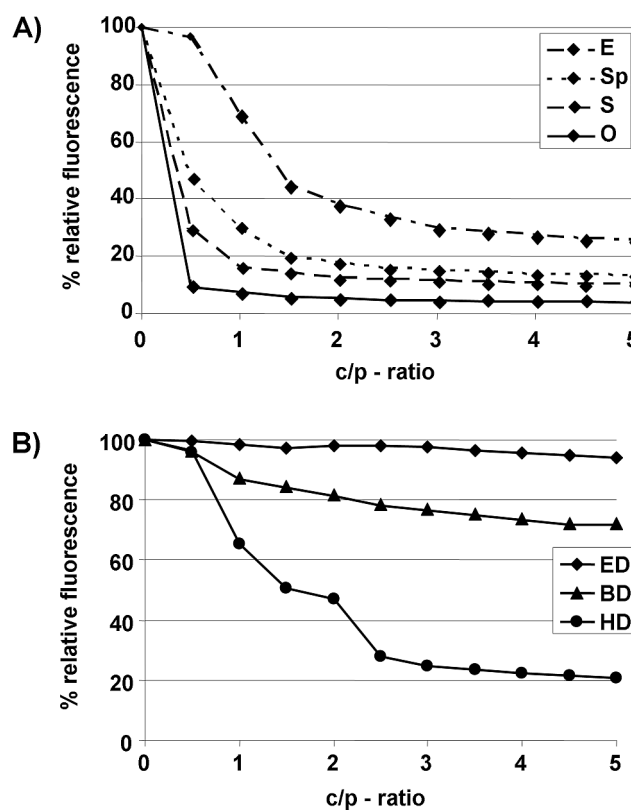 A)
% relative fluorescence
100
80
60
40
20
0
E
Sp
S
O
0 1 2 3 4 5
c/p - ratio
B)
% relative fluorescence
100
80
60
40
20
0
ED
BD
HD
0 1 2 3 4 5
c/p - ratio